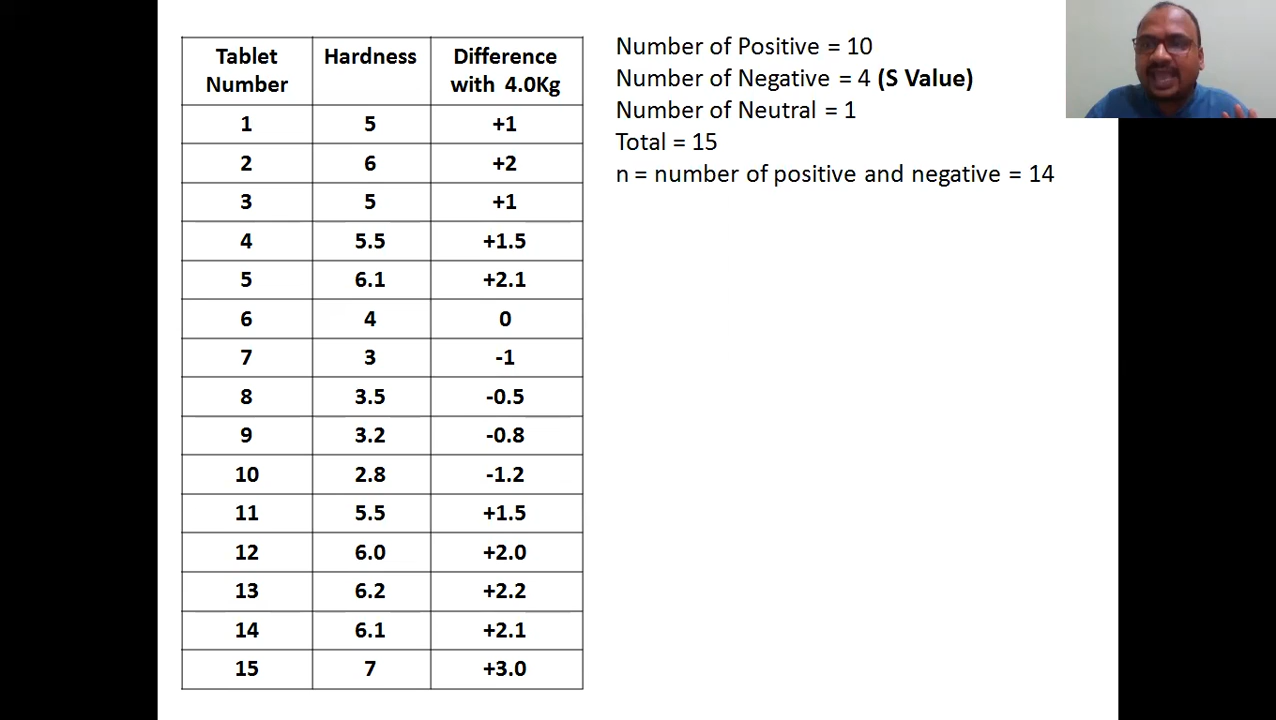 Tablet Number Hardness Difference with 4.0Kg
1 5 +1
2 6 +2
3 5 +1
4 5.5 +1.5
5 6.1 +2.1
6 4 0
7 3 -1
8 3.5 -0.5
9 3.2 -0.8
10 2.8 -1.2
11 5.5 +1.5
12 6.0 +2.0
13 6.2 +2.2
14 6.1 +2.1
15 7 +3.0
Number of Positive = 10
Number of Negative = 4 (S Value)
Number of Neutral = 1
Total = 15
n = number of positive and negative = 14